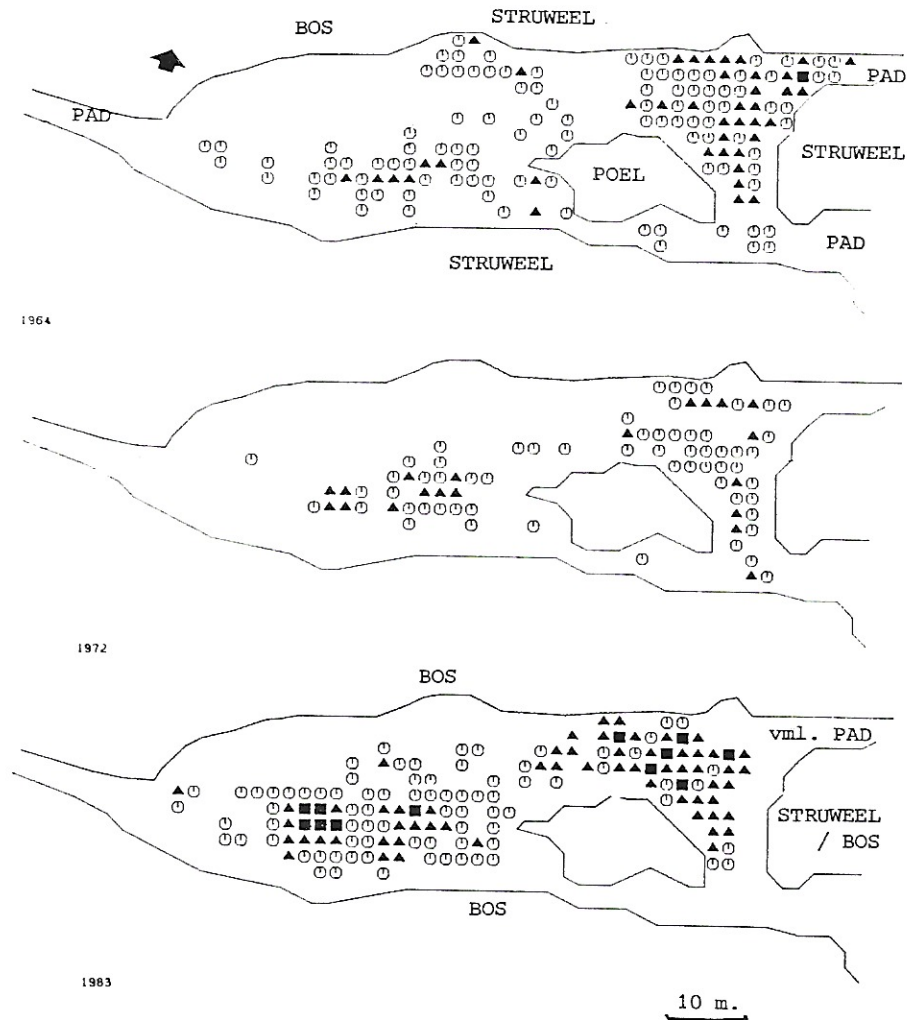 STRUWEEL
BOS
PAD
PAD
POEL
STRUWEEL
PAD
STRUWEEL
1964
1972
BOS
vml. PAD
STRUWEEL
/ BOS
BOS
1983
10 m.